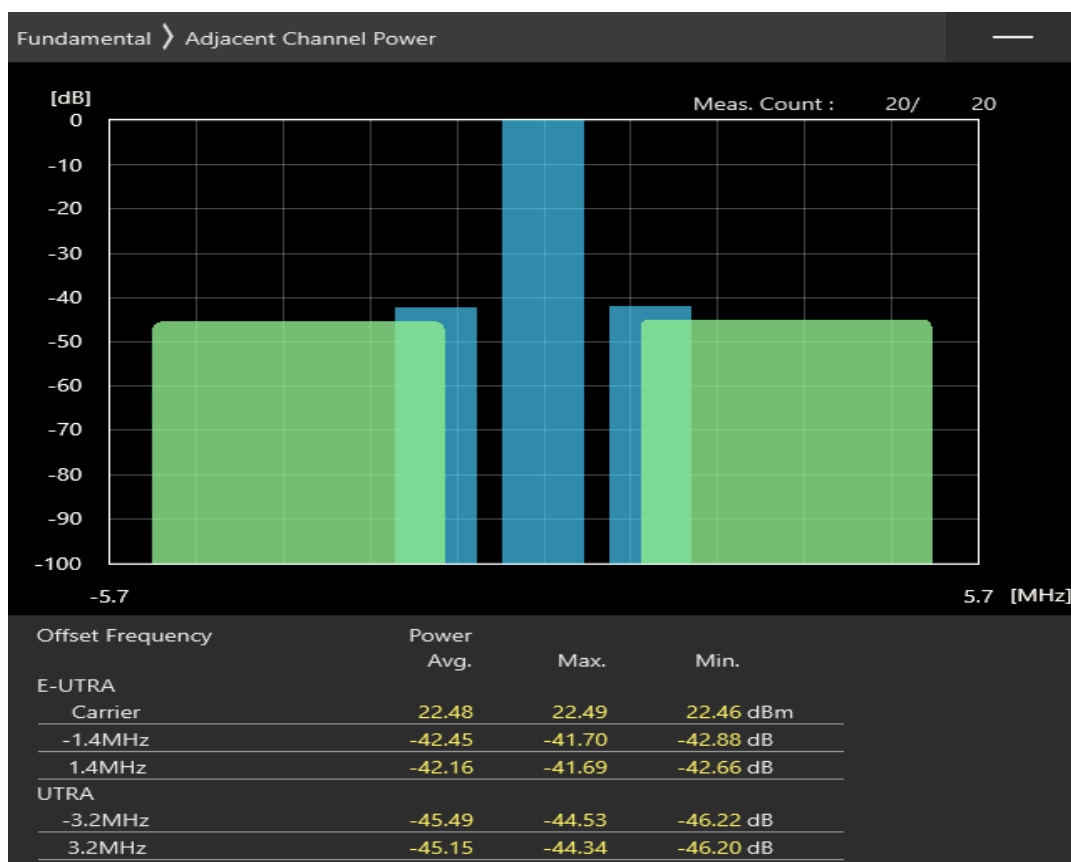 Fundamental ❯ Adjacent Channel Power
[dB]
Meas. Count : 20/ 20
0
-10
-20
-30
-40
-50
-60
-70
-80
-90
-100
-5.7 5.7 [MHz]
Offset Frequency Power
Avg. Max. Min.
E-UTRA
Carrier 22.48 22.49 22.46 dBm
-1.4MHz -42.45 -41.70 -42.88 dB
1.4MHz -42.16 -41.69 -42.66 dB
UTRA
-3.2MHz -45.49 -44.53 -46.22 dB
3.2MHz -45.15 -44.34 -46.20 dB